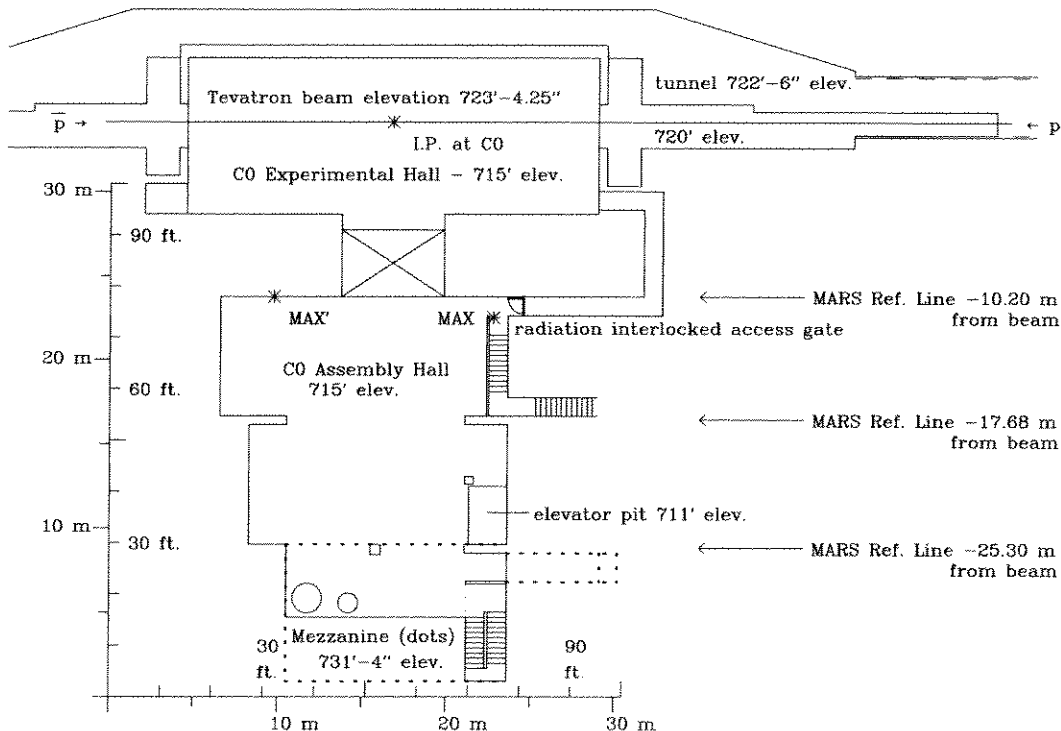 tunnel 722'-6" elev.
Tevatron beam elevation 723'-4.25"
p̅ →
← p
I.P. at C0
720' elev.
C0 Experimental Hall - 715' elev.
30 m
90 ft.
MAX'
MAX
MARS Ref. Line -10.20 m
from beam
radiation interlocked access gate
20 m
60 ft.
C0 Assembly Hall
715' elev.
MARS Ref. Line -17.68 m
from beam
10 m
30 ft.
elevator pit 711' elev.
MARS Ref. Line -25.30 m
from beam
Mezzanine (dots)
731'-4" elev.
30
ft.
90
ft.
10 m
20 m
30 m